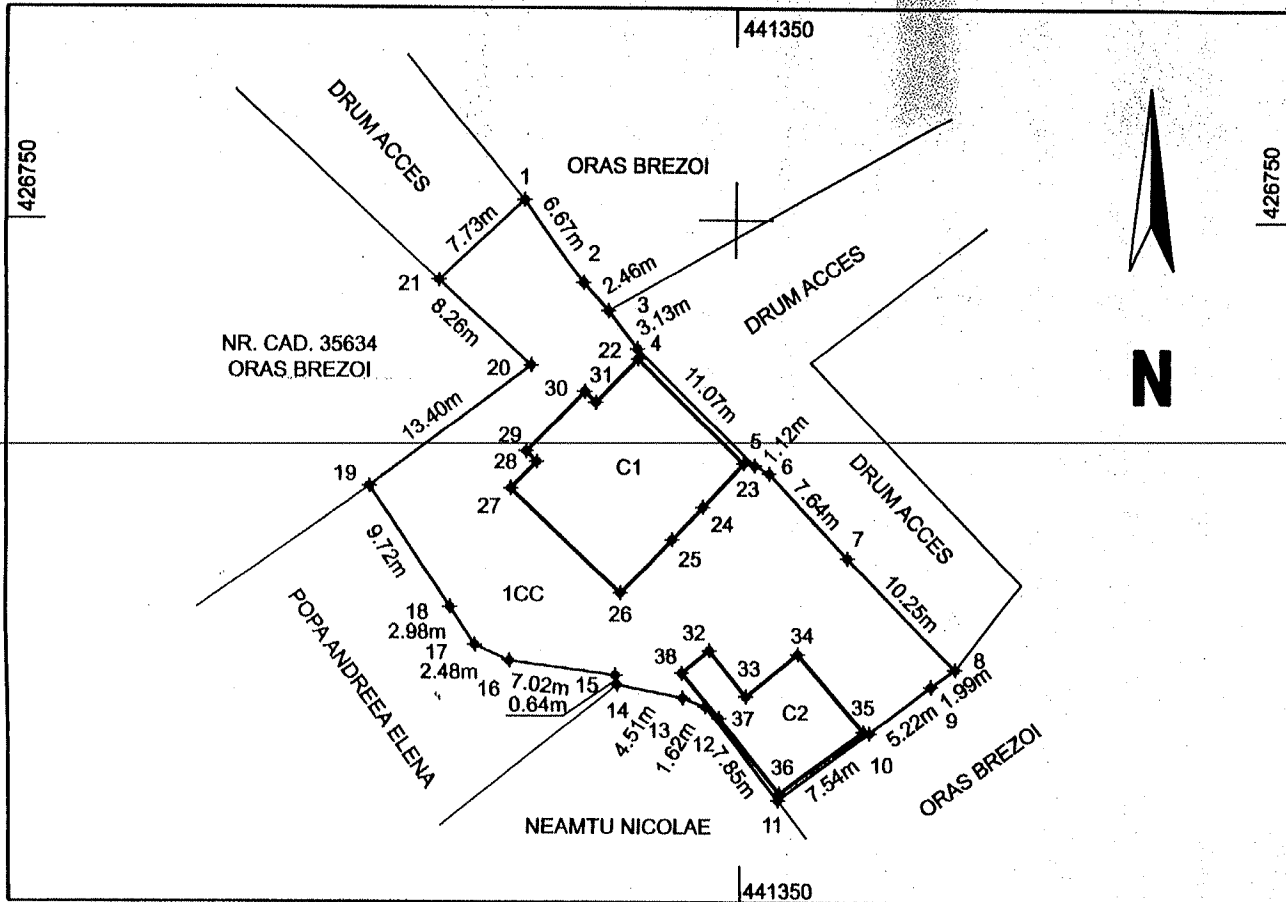 441350
426750
426750
DRUM ACCES
ORAS BREZOI
1
6.67m
7.73m
2
2.46m
21
8.26m
3
3.13m
DRUM ACCES
NR. CAD. 35634
ORAS BREZOI
20
22
4
30
31
11.07m
N
13.40m
29
28
C1
5
1.12m
6
19
27
23
7.64m
DRUM ACCES
24
7
25
9.72m
10.25m
1CC
26
18
2.98m
17
2.48m
16
7.02m
15
0.64m
14
POPA ANDREEA ELENA
32
34
38
33
8
1.99m
9
5.22m
C2
35
37
4.51m
13
12
1.62m
7.85m
10
36
7.54m
11
ORAS BREZOI
NEAMTU NICOLAE
441350